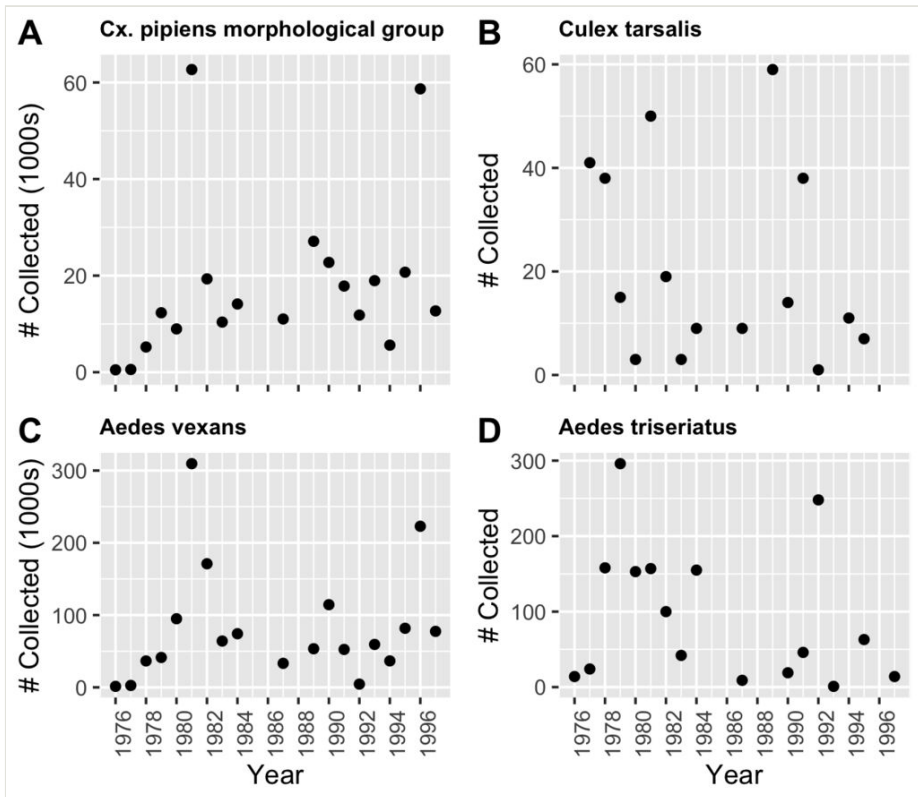 A
Cx. pipiens morphological group
# Collected (1000s)
60
40
20
0
B
Culex tarsalis
# Collected
60
40
20
0
C
Aedes vexans
# Collected (1000s)
300
200
100
0
1976 1978 1980 1982 1984 1986 1988 1990 1992 1994 1996
Year
D
Aedes triseriatus
# Collected
300
200
100
0
1976 1978 1980 1982 1984 1986 1988 1990 1992 1994 1996
Year